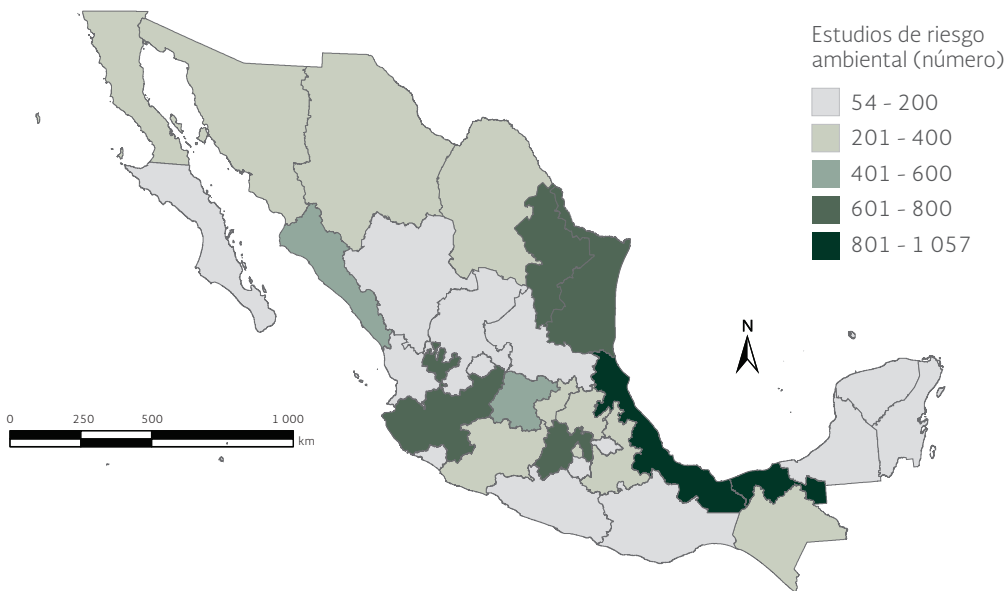 Estudios de riesgo
ambiental (número)
54 - 200
201 - 400
401 - 600
601 - 800
801 - 1 057
N
0 250 500 1 000
km